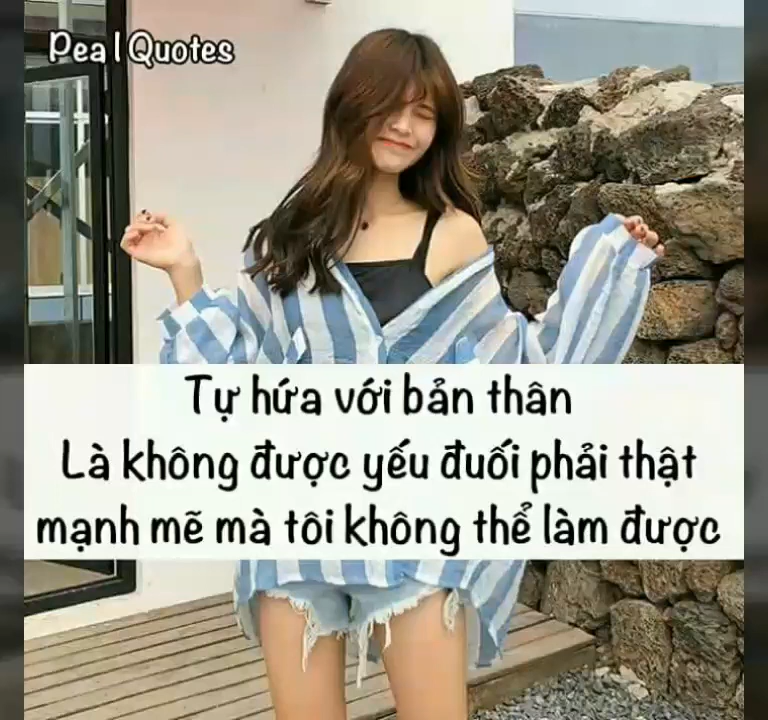 Peal Quotes
Tự hứa với bản thân
Là không được yếu đuối phải thật
mạnh mẽ mà tôi không thể làm được